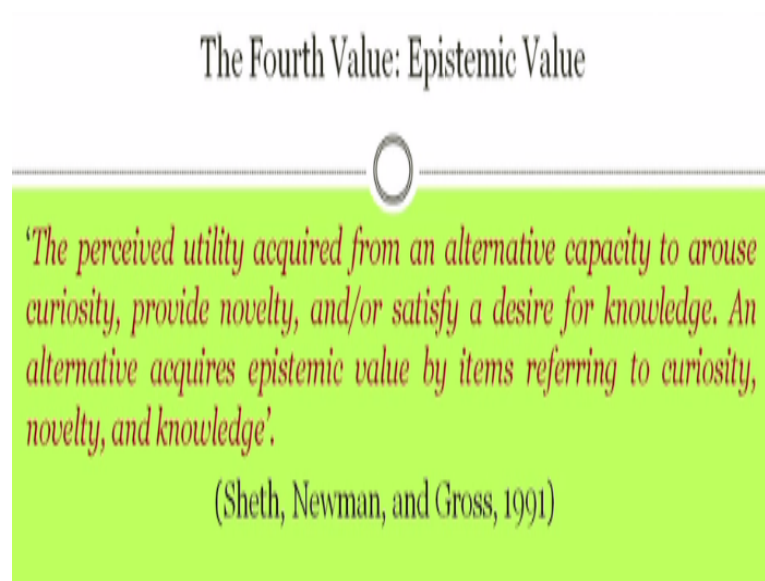 The Fourth Value: Epistemic Value
‘The perceived utility acquired from an alternative capacity to arouse
curiosity, provide novelty, and/or satisfy a desire for knowledge. An
alternative acquires epistemic value by items referring to curiosity,
novelty, and knowledge’.
(Sheth, Newman, and Gross, 1991)